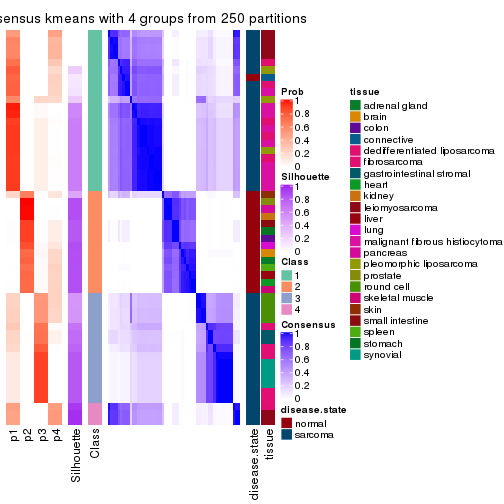 sensus kmeans with 4 groups from 250 partitions
Prob
1
0.8
0.6
0.4
0.2
0
Silhouette
1
0.8
0.6
0.4
0.2
0
Class
1
2
3
4
Consensus
1
0.8
0.6
0.4
0.2
0
disease.state
normal
sarcoma
tissue
adrenal gland
brain
colon
connective
dedifferentiated liposarcoma
fibrosarcoma
gastrointestinal stromal
heart
kidney
leiomyosarcoma
liver
lung
malignant fibrous histiocytoma
pancreas
pleomorphic liposarcoma
prostate
round cell
skeletal muscle
skin
small intestine
spleen
stomach
synovial
p1
p2
p3
p4
Silhouette
Class
disease.state
tissue